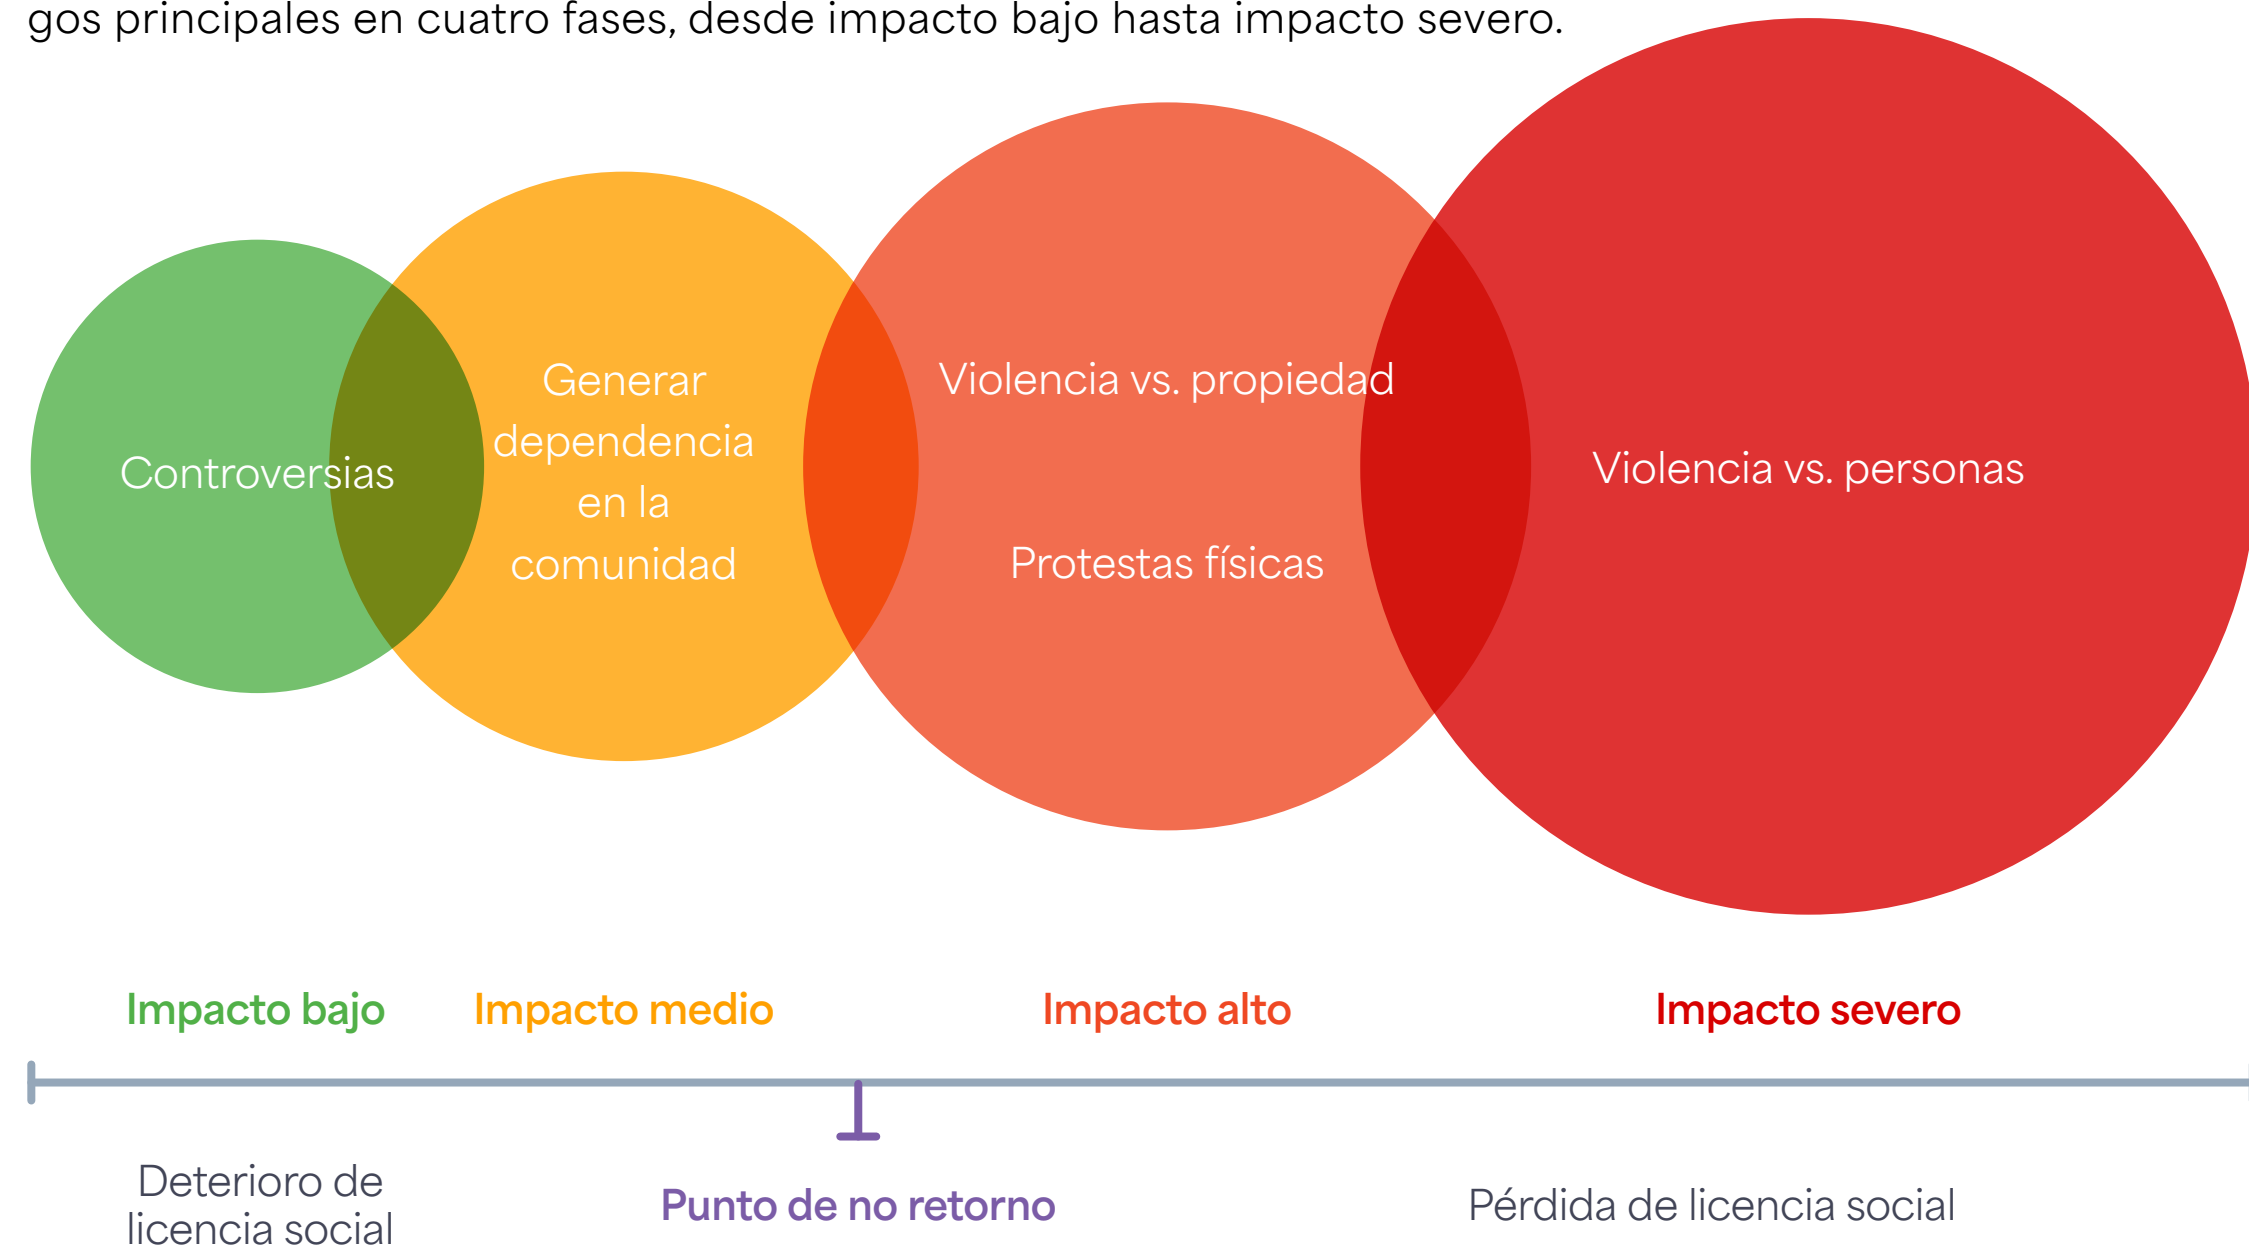 gos principales en cuatro fases, desde impacto bajo hasta impacto severo.
Controversias
Generar
dependencia
en la
comunidad
Violencia vs. propiedad
Protestas físicas
Violencia vs. personas
Impacto bajo
Impacto medio
Impacto alto
Impacto severo
Deterioro de
licencia social
Punto de no retorno
Pérdida de licencia social